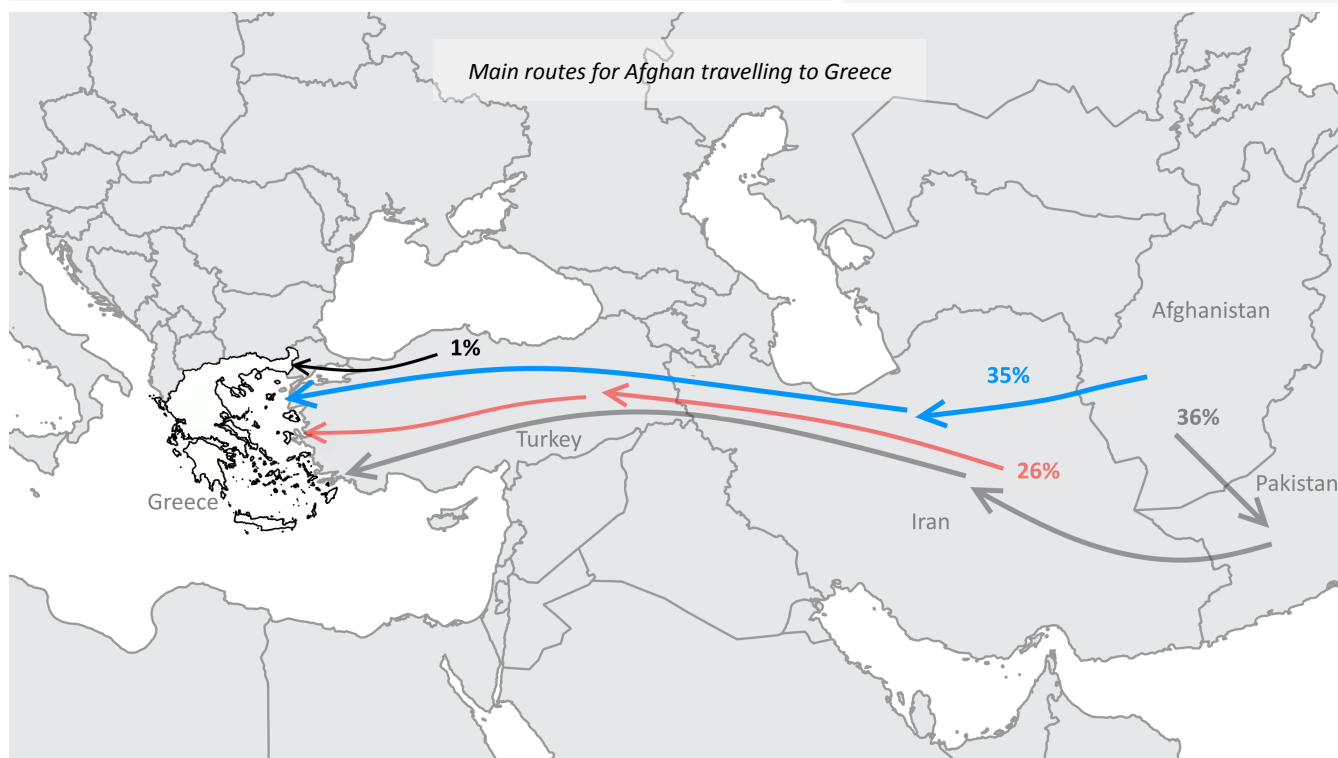 Main routes for Afghan travelling to Greece
Afghanistan
1%
35%
36%
Turkey
26%
Pakistan
Greece
Iran